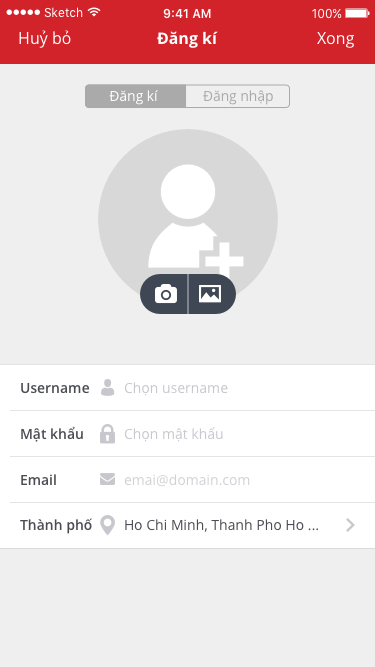 Sketch 9:41 AM 100%
Huỷ bỏ Đăng kí Xong
Đăng kí Đăng nhập
Username Chọn username
Mật khẩu Chọn mật khẩu
Email emai@domain.com
Thành phố Ho Chi Minh, Thanh Pho Ho ...